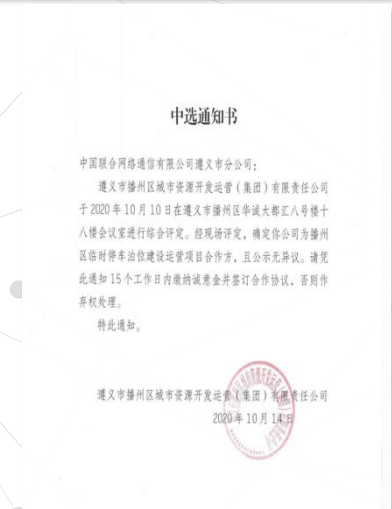 中选通知书
中国联合网络通信有限公司遵义市分公司：
遵义市播州区城市资源开发运营（集团）有限责任公司
于2020年10月10日在遵义市播州区华诚大都汇八号楼十
八楼会议室进行综合评定。经现场评定，确定你公司为播州
区临时停车泊位建设运营项目合作方，且公示无异议。请凭
此通知15个工作日内缴纳诚意金并签订合作协议，否则作
弃权处理。
特此通知。
遵义市播州区城市资源开发运营（集团）有限责任公司
2020年10月14日